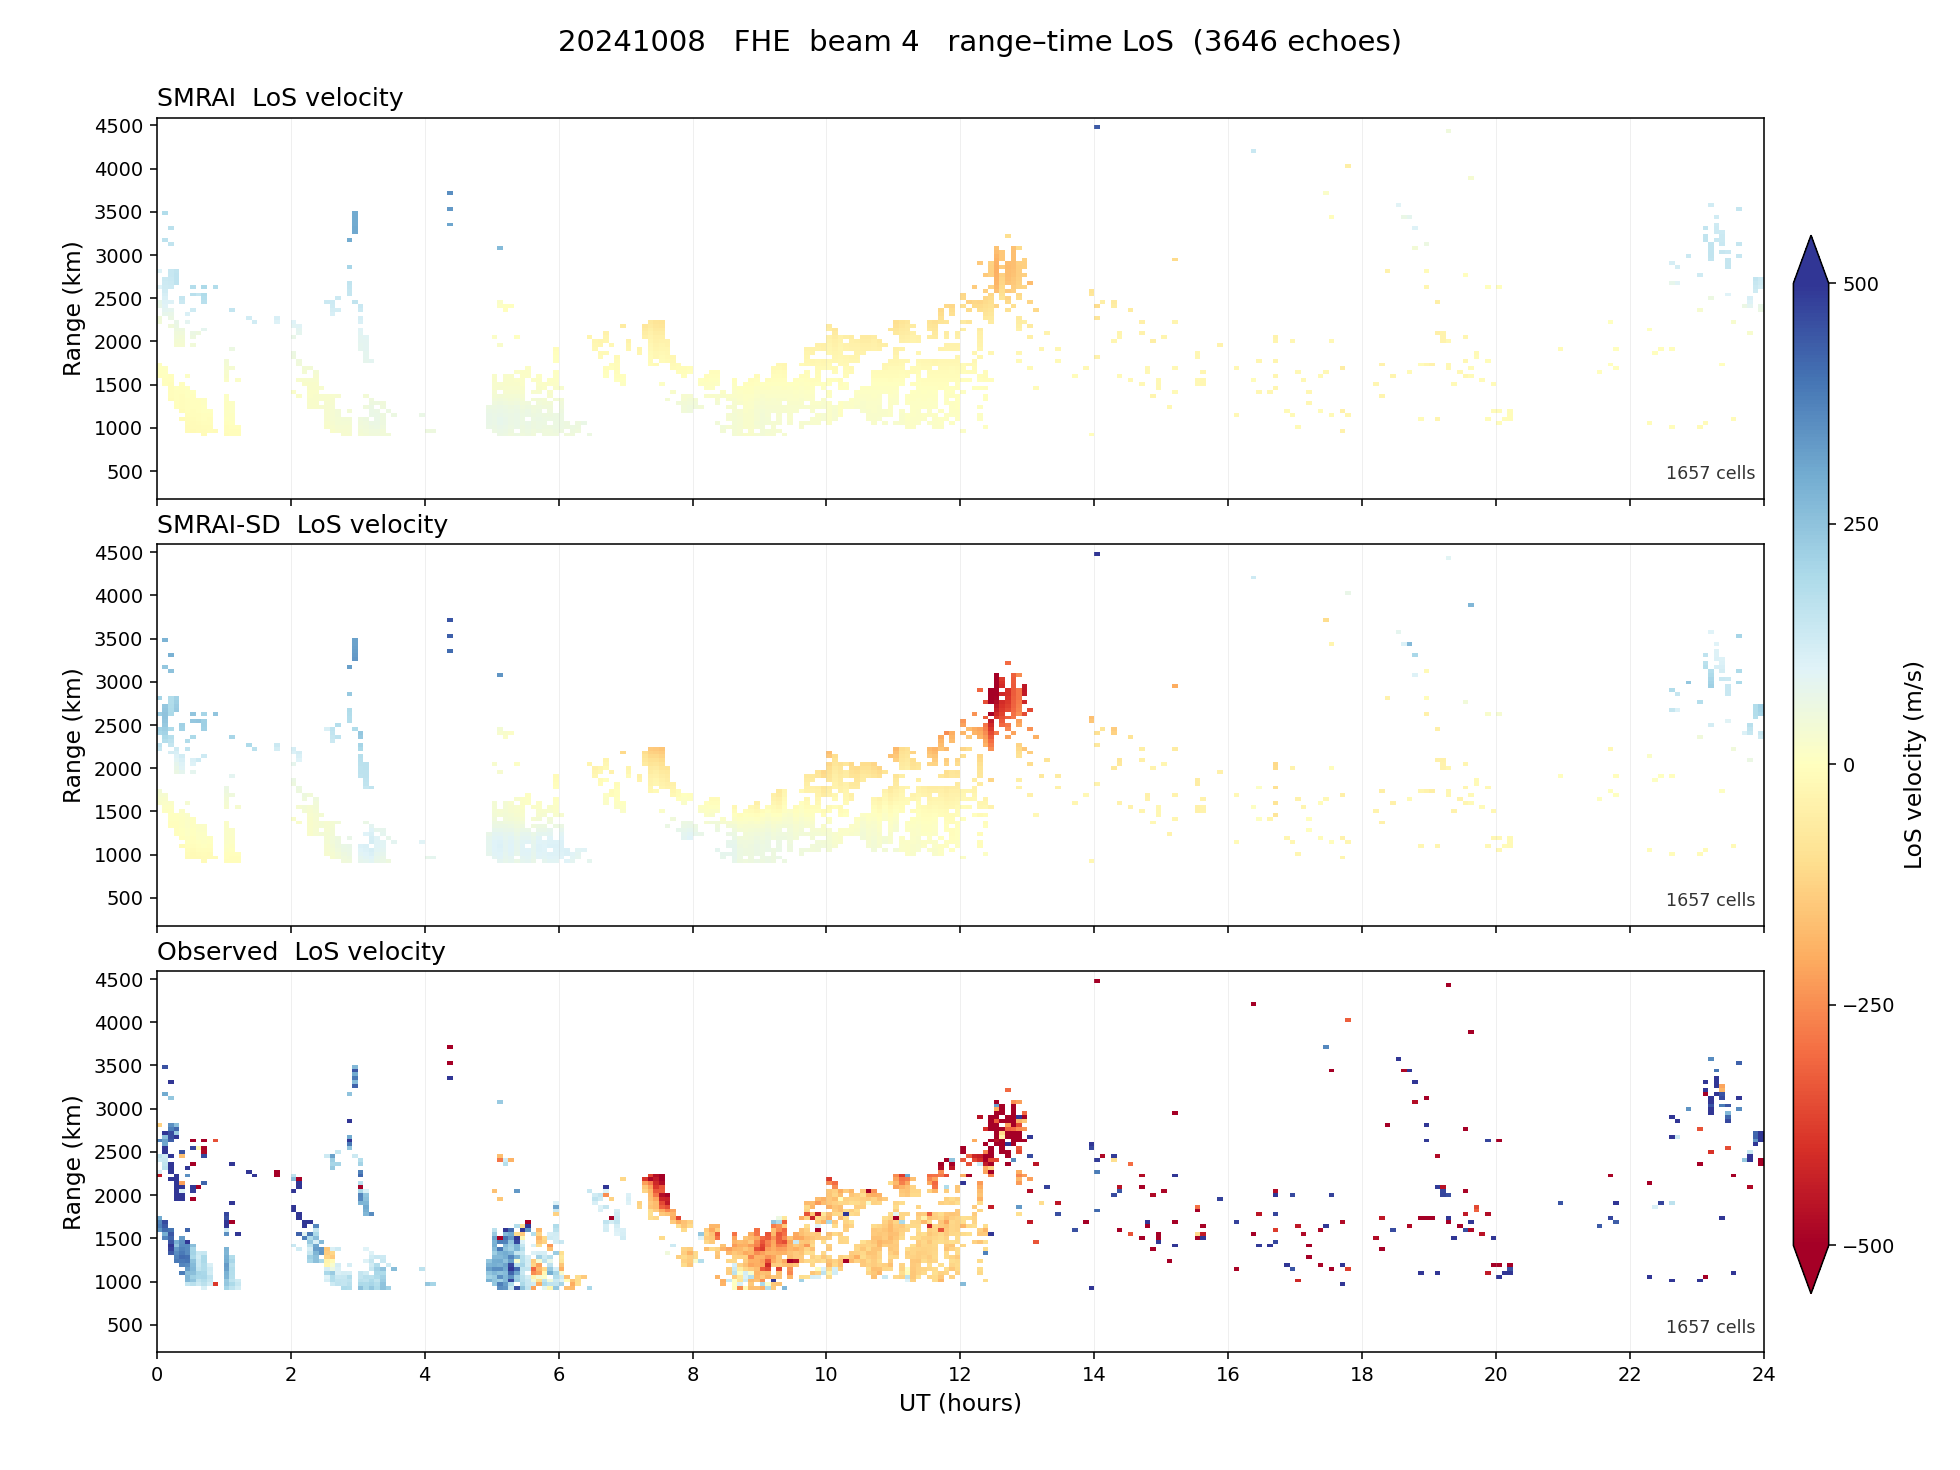 20241008   FHE  beam 4   range–time LoS  (3646 echoes)
SMRAI  LoS velocity
4500
4000
3500
3000
2500
2000
1500
1000
500
Range (km)
1657 cells
SMRAI-SD  LoS velocity
4500
4000
3500
3000
2500
2000
1500
1000
500
Range (km)
1657 cells
Observed  LoS velocity
4500
4000
3500
3000
2500
2000
1500
1000
500
Range (km)
1657 cells
0 2 4 6 8 10 12 14 16 18 20 22 24
UT (hours)
500
250
0
−250
−500
LoS velocity (m/s)